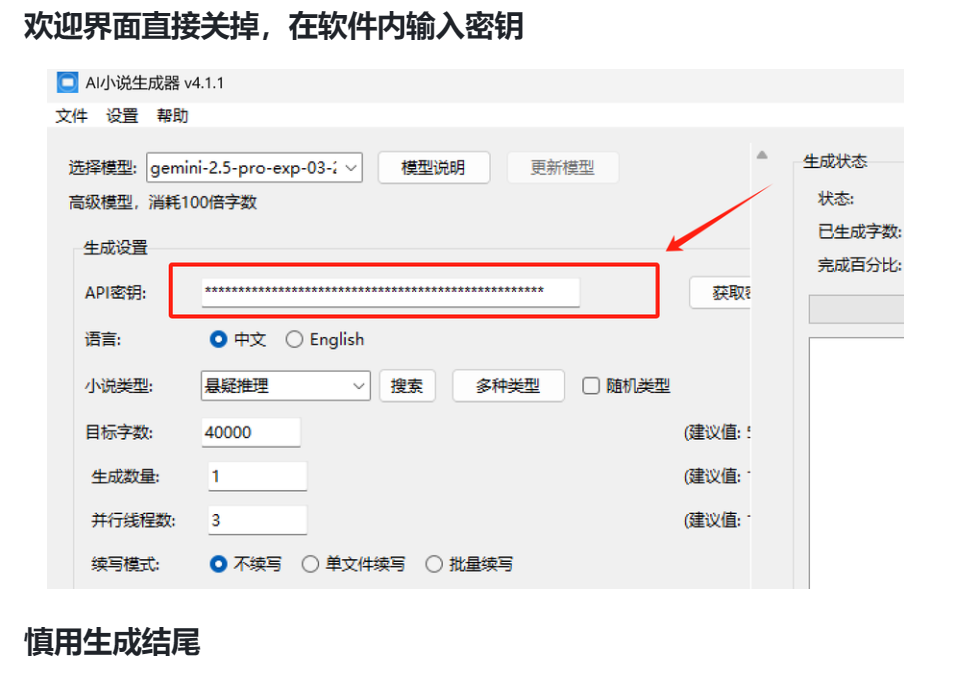 欢迎界面直接关掉，在软件内输入密钥
AI小说生成器 v4.1.1
文件 设置 帮助
选择模型: gemini-2.5-pro-exp-03- 模型说明 更新模型
高级模型，消耗100倍字数
生成状态
状态:
已生成字数:
完成百分比:
生成设置
API密钥: *************************************************** 获取
语言: 中文 English
小说类型: 悬疑推理 搜索 多种类型 随机类型
目标字数: 40000 (建议值:
生成数量: 1 (建议值:
并行线程数: 3 (建议值:
续写模式: 不续写 单文件续写 批量续写
慎用生成结尾